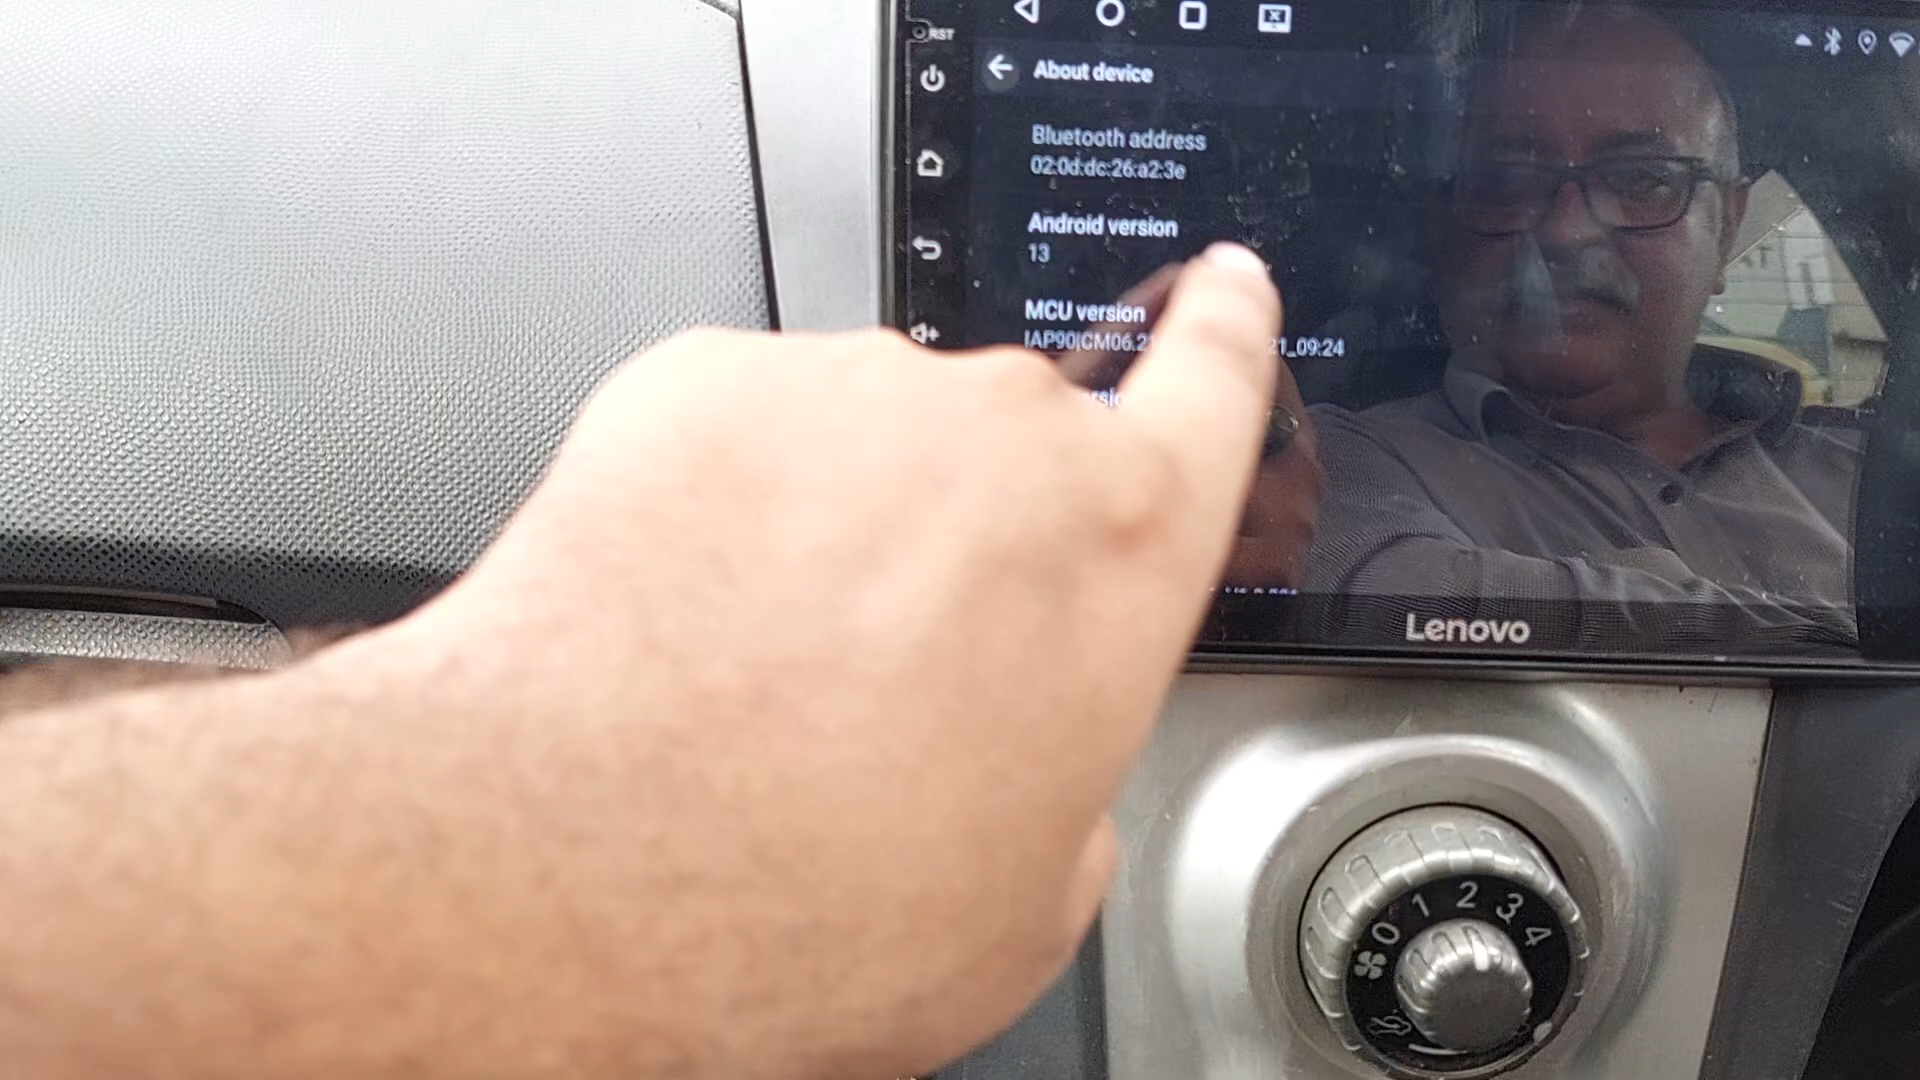 RST
About device
Bluetooth address
02:0d:dc:26:a2:3e
Android version
13
MCU version
IAP90|CM06.2 21_09:24
Lenovo
0 1 2 3 4